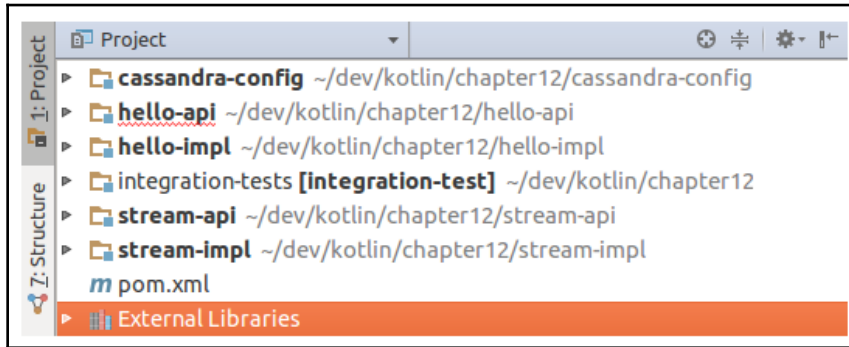 1: Project
7: Structure
Project
cassandra-config ~/dev/kotlin/chapter12/cassandra-config
hello-api ~/dev/kotlin/chapter12/hello-api
hello-impl ~/dev/kotlin/chapter12/hello-impl
integration-tests [integration-test] ~/dev/kotlin/chapter12
stream-api ~/dev/kotlin/chapter12/stream-api
stream-impl ~/dev/kotlin/chapter12/stream-impl
m pom.xml
External Libraries